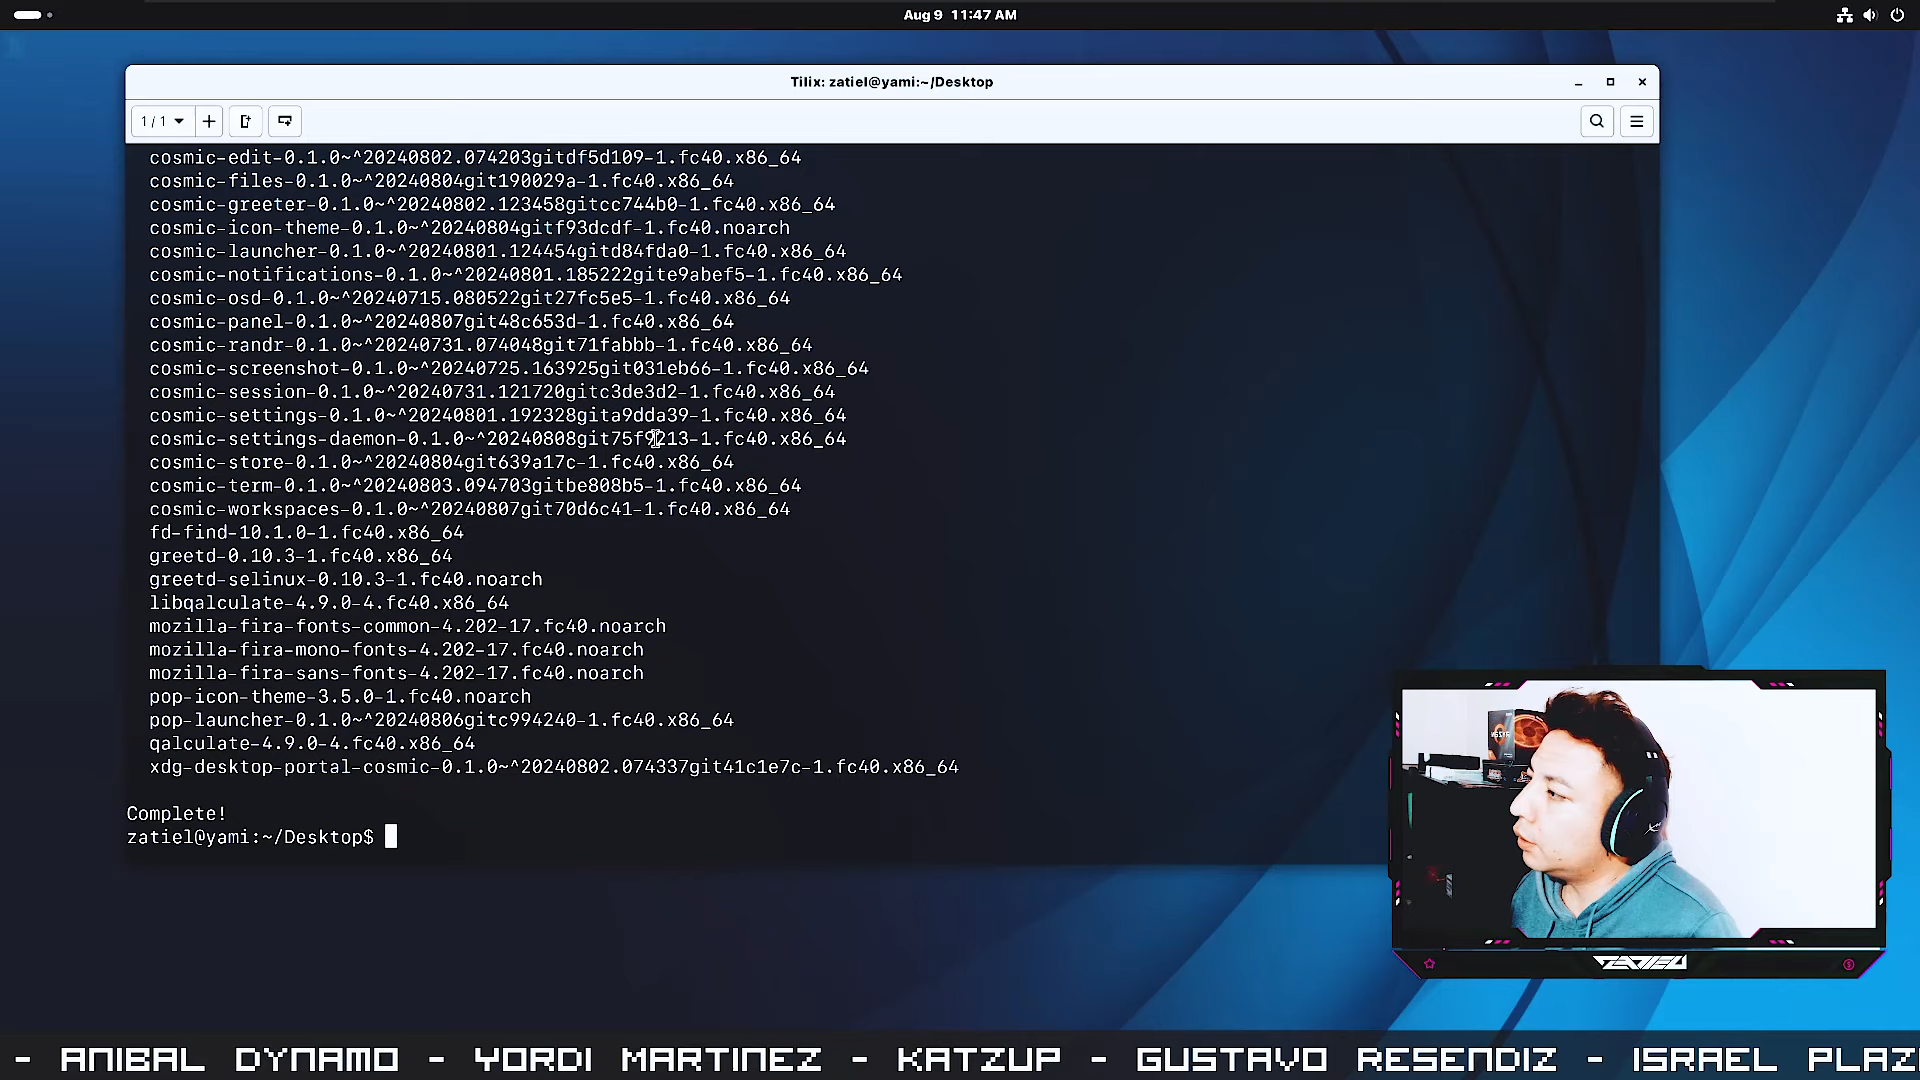 Aug 9 11:47 AM
Tilix: zatiel@yami:~/Desktop
1 / 1
cosmic-edit-0.1.0~^20240802.074203gitdf5d109-1.fc40.x86_64
cosmic-files-0.1.0~^20240804git190029a-1.fc40.x86_64
cosmic-greeter-0.1.0~^20240802.123458gitcc744b0-1.fc40.x86_64
cosmic-icon-theme-0.1.0~^20240804gitf93dcdf-1.fc40.noarch
cosmic-launcher-0.1.0~^20240801.124454gitd84fda0-1.fc40.x86_64
cosmic-notifications-0.1.0~^20240801.185222gite9abef5-1.fc40.x86_64
cosmic-osd-0.1.0~^20240715.080522git27fc5e5-1.fc40.x86_64
cosmic-panel-0.1.0~^20240807git48c653d-1.fc40.x86_64
cosmic-randr-0.1.0~^20240731.074048git71fabbb-1.fc40.x86_64
cosmic-screenshot-0.1.0~^20240725.163925git031eb66-1.fc40.x86_64
cosmic-session-0.1.0~^20240731.121720gitc3de3d2-1.fc40.x86_64
cosmic-settings-0.1.0~^20240801.192328gita9dda39-1.fc40.x86_64
cosmic-settings-daemon-0.1.0~^20240808git75f9213-1.fc40.x86_64
cosmic-store-0.1.0~^20240804git639a17c-1.fc40.x86_64
cosmic-term-0.1.0~^20240803.094703gitbe808b5-1.fc40.x86_64
cosmic-workspaces-0.1.0~^20240807git70d6c41-1.fc40.x86_64
fd-find-10.1.0-1.fc40.x86_64
greetd-0.10.3-1.fc40.x86_64
greetd-selinux-0.10.3-1.fc40.noarch
libqalculate-4.9.0-4.fc40.x86_64
mozilla-fira-fonts-common-4.202-17.fc40.noarch
mozilla-fira-mono-fonts-4.202-17.fc40.noarch
mozilla-fira-sans-fonts-4.202-17.fc40.noarch
pop-icon-theme-3.5.0-1.fc40.noarch
pop-launcher-0.1.0~^20240806gitc994240-1.fc40.x86_64
qalculate-4.9.0-4.fc40.x86_64
xdg-desktop-portal-cosmic-0.1.0~^20240802.074337git41c1e7c-1.fc40.x86_64
Complete!
zatiel@yami:~/Desktop$
ZATIEL
- ANIBAL DYNAMO - YORDI MARTINEZ - KATZUP - GUSTAVO RESENDIZ - ISRAEL PLAZ